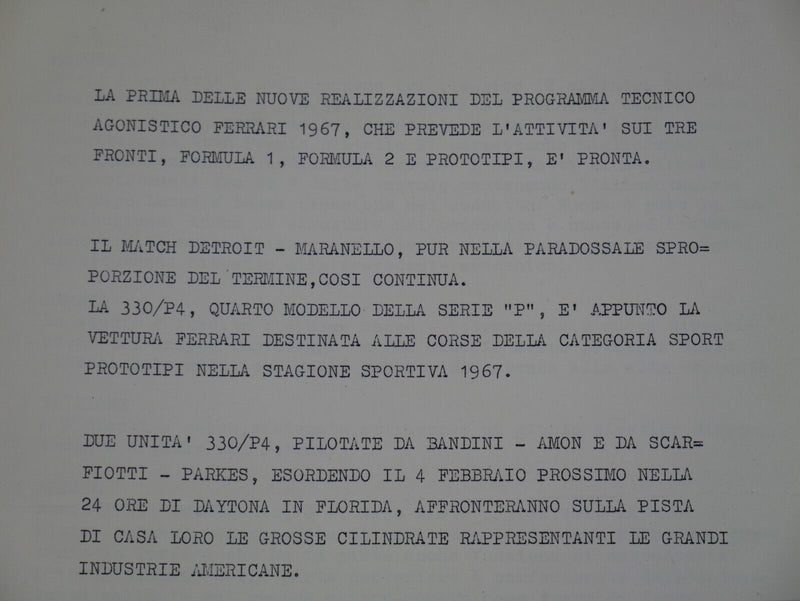 LA PRIMA DELLE NUOVE REALIZZAZIONI DEL PROGRAMMA TECNICO
AGONISTICO FERRARI 1967, CHE PREVEDE L'ATTIVITA' SUI TRE
FRONTI, FORMULA 1, FORMULA 2 E PROTOTIPI, E' PRONTA.
IL MATCH DETROIT - MARANELLO, PUR NELLA PARADOSSALE SPRO=
PORZIONE DEL TERMINE,COSI CONTINUA.
LA 330/P4, QUARTO MODELLO DELLA SERIE "P", E' APPUNTO LA
VETTURA FERRARI DESTINATA ALLE CORSE DELLA CATEGORIA SPORT
PROTOTIPI NELLA STAGIONE SPORTIVA 1967.
DUE UNITA' 330/P4, PILOTATE DA BANDINI - AMON E DA SCAR=
FIOTTI - PARKES, ESORDENDO IL 4 FEBBRAIO PROSSIMO NELLA
24 ORE DI DAYTONA IN FLORIDA, AFFRONTERANNO SULLA PISTA
DI CASA LORO LE GROSSE CILINDRATE RAPPRESENTANTI LE GRANDI
INDUSTRIE AMERICANE.